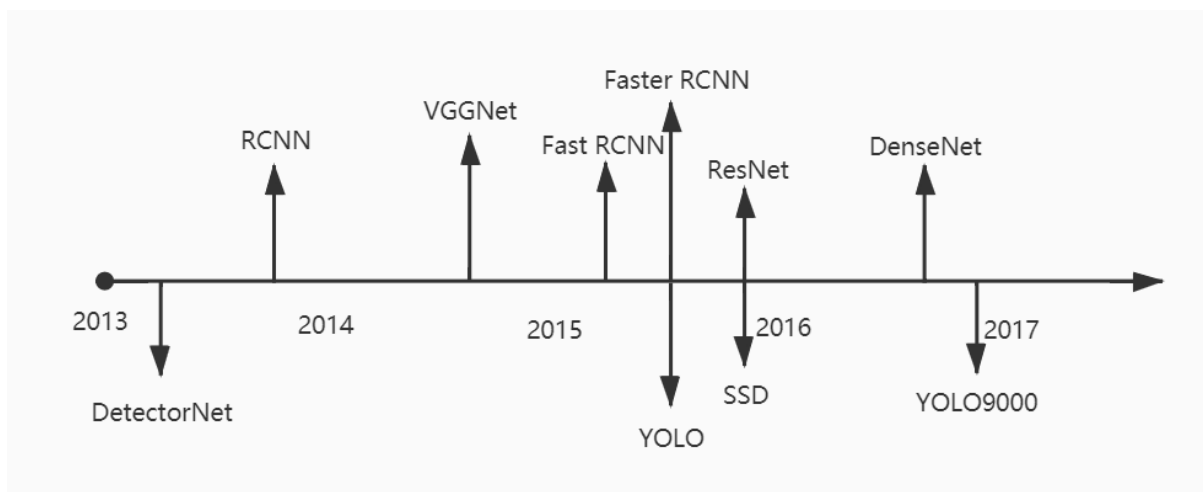 Faster RCNN
VGGNet
RCNN
Fast RCNN
DenseNet
ResNet
2013
2014
2015
2016
2017
SSD
YOLO9000
DetectorNet
YOLO